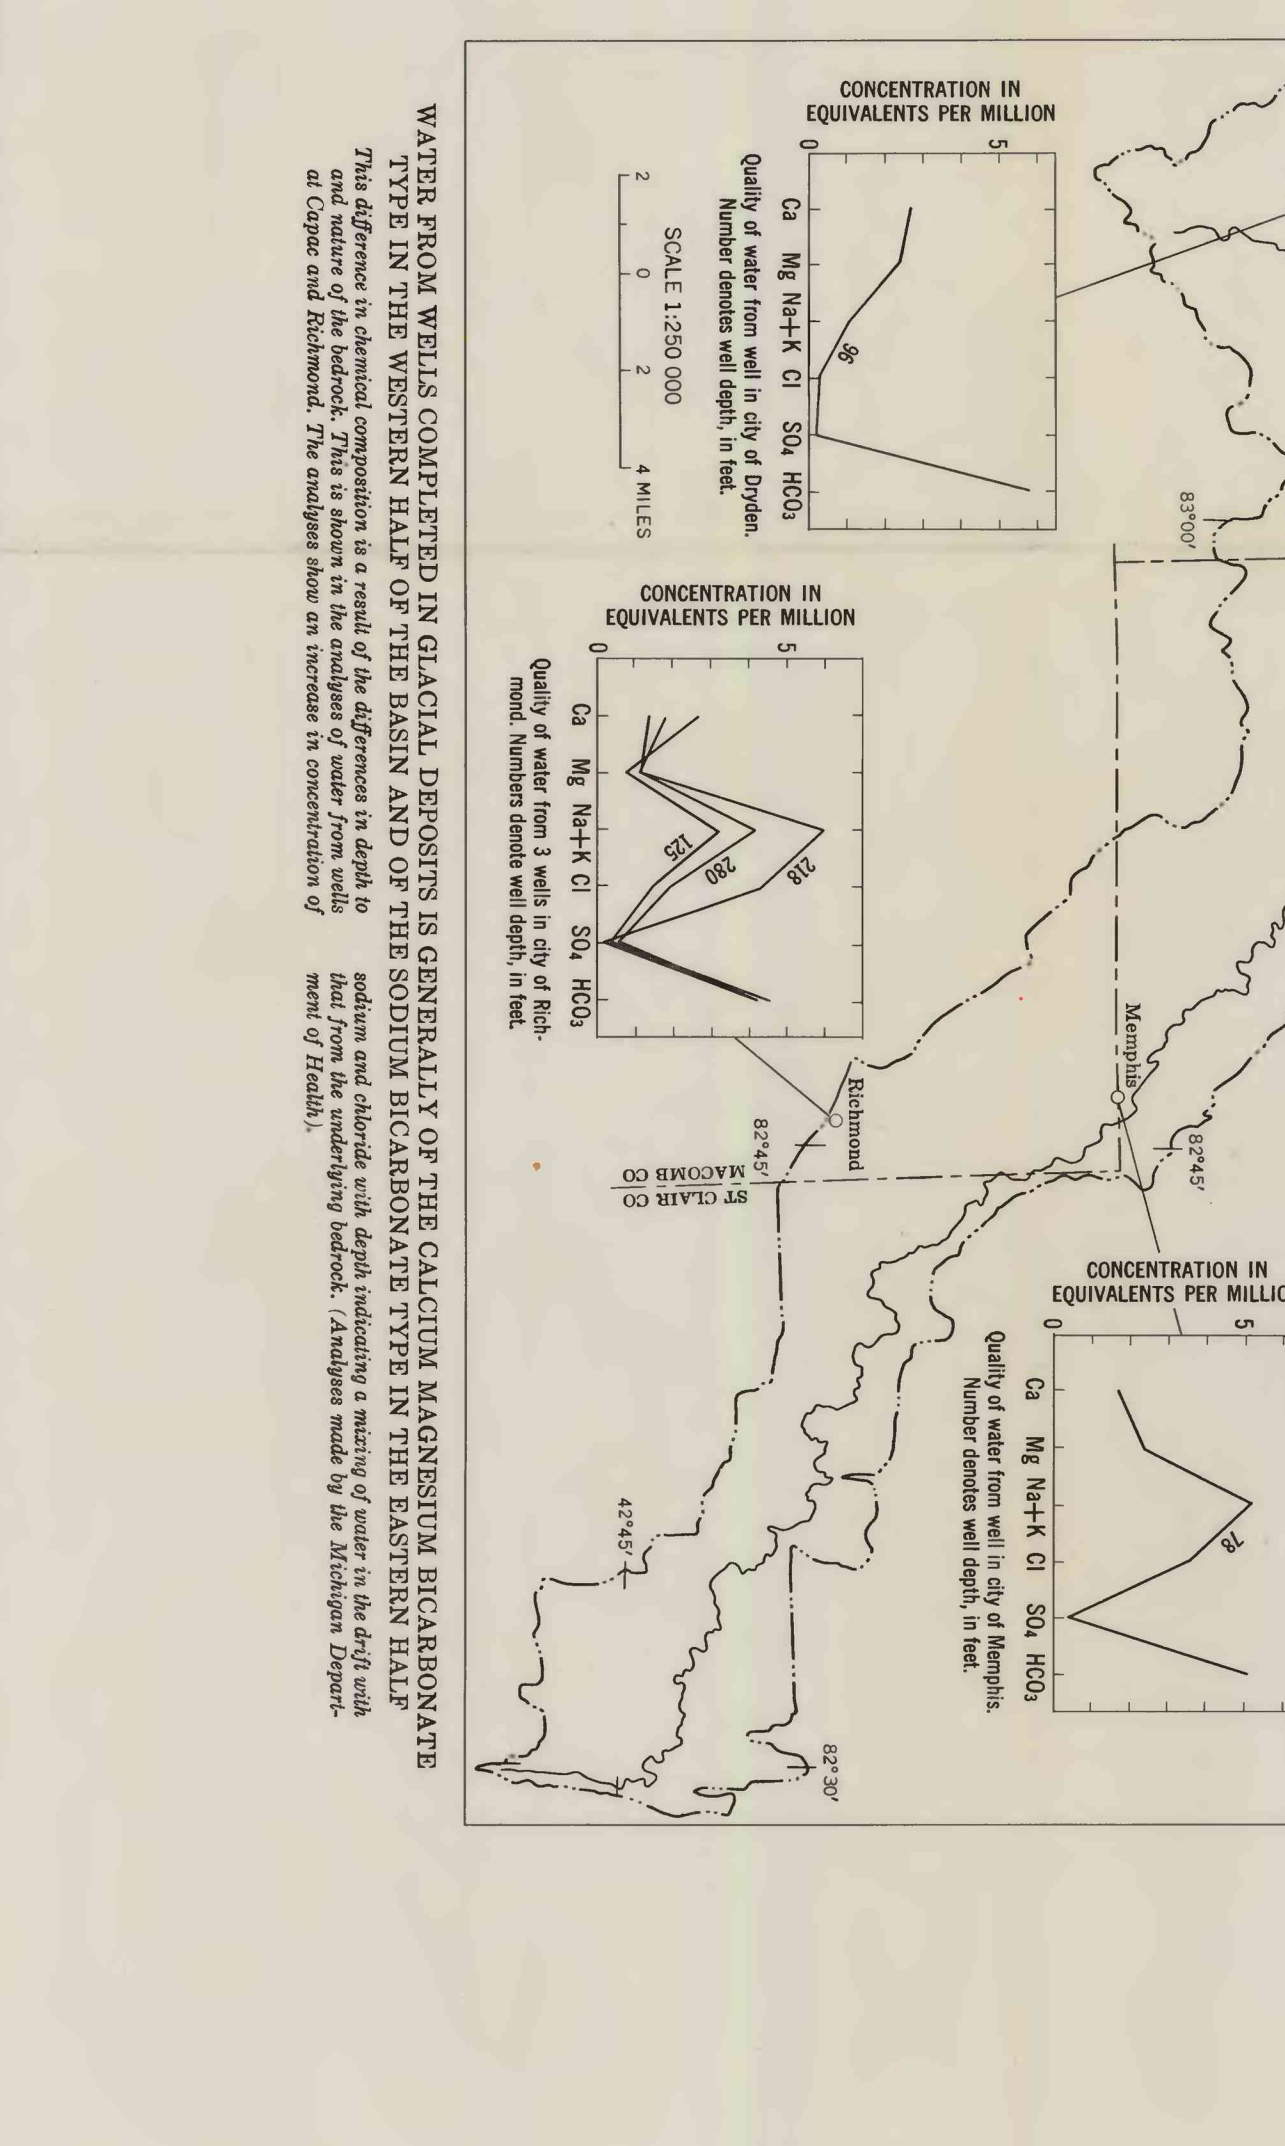 CONCENTRATION IN
EQUIVALENTS PER MILLION
0
5
Ca Mg Na+K Cl SO₄ HCO₃
96
Quality of water from well in city of Dryden.
Number denotes well depth, in feet.
SCALE 1:250 000
2 0 2 4 MILES
83°00'
CONCENTRATION IN
EQUIVALENTS PER MILLION
0
5
Ca Mg Na+K Cl SO₄ HCO₃
125
280
218
Quality of water from 3 wells in city of Rich-
mond. Numbers denote well depth, in feet.
Memphis
Richmond
82°45'
82°45'
MACOMB CO
ST CLAIR CO
CONCENTRATION IN
EQUIVALENTS PER MILLIO
0
5
Ca Mg Na+K Cl SO₄ HCO₃
78
Quality of water from well in city of Memphis.
Number denotes well depth, in feet.
42°45'
82°30'
WATER FROM WELLS COMPLETED IN GLACIAL DEPOSITS IS GENERALLY OF THE CALCIUM MAGNESIUM BICARBONATE
TYPE IN THE WESTERN HALF OF THE BASIN AND OF THE SODIUM BICARBONATE TYPE IN THE EASTERN HALF
This difference in chemical composition is a result of the differences in depth to
and nature of the bedrock. This is shown in the analyses of water from wells
at Capac and Richmond. The analyses show an increase in concentration of
sodium and chloride with depth indicating a mixing of water in the drift with
that from the underlying bedrock. (Analyses made by the Michigan Depart-
ment of Health).